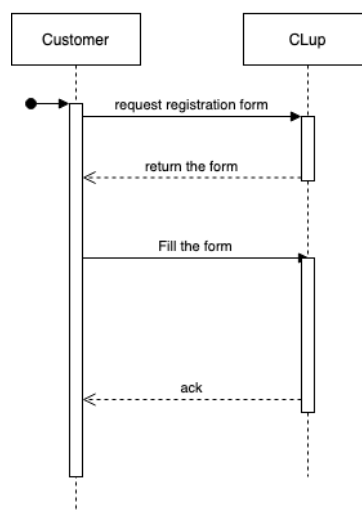 Customer
CLup
request registration form
return the form
Fill the form
ack